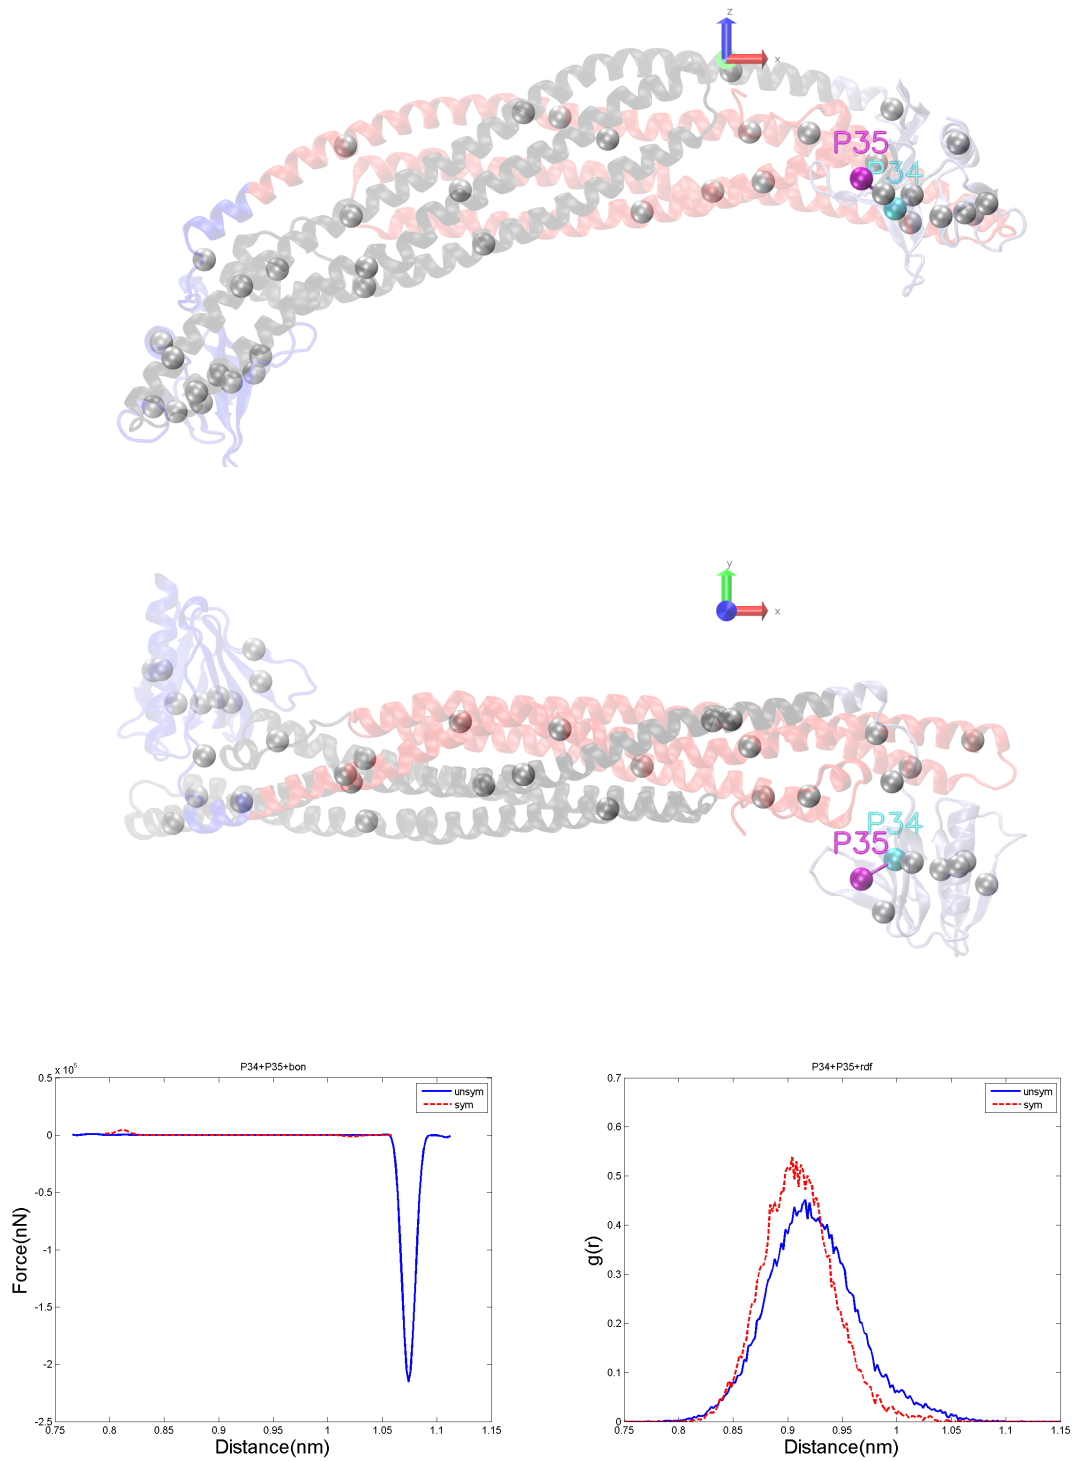 z
x
P35
P34
y
x
P34
P35
P34+P35+bon
x 10⁵
0.5
0
-0.5
-1
-1.5
-2
-2.5
0.75
0.8
0.85
0.9
0.95
1
1.05
1.1
1.15
Force(nN)
Distance(nm)
unsym
sym
P34+P35+rdf
0.7
0.6
0.5
0.4
0.3
0.2
0.1
0
0.75
0.8
0.85
0.9
0.95
1
1.05
1.1
1.15
g(r)
Distance(nm)
unsym
sym